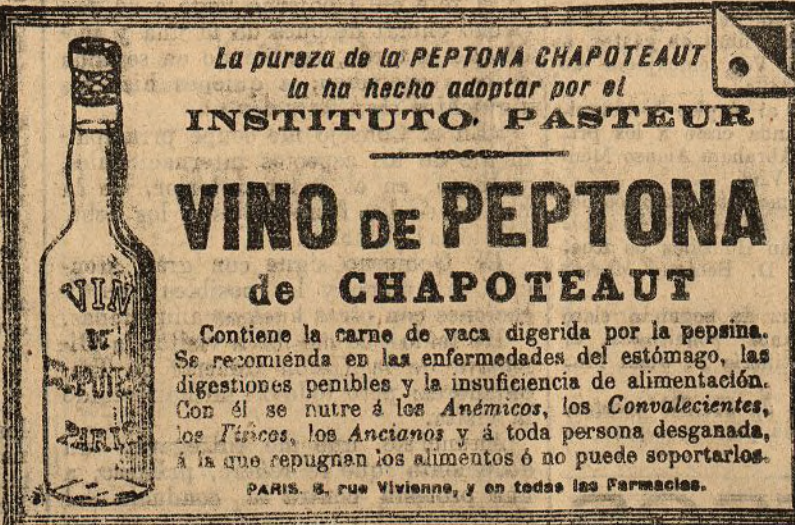 La pureza de la PEPTONA CHAPOTEAUT
la ha hecho adoptar por el
INSTITUTO PASTEUR
VINO DE PEPTONA
de CHAPOTEAUT
VIN
PARIS
Contiene la carne de vaca digerida por la pepsina.
Se recomienda en las enfermedades del estómago, las
digestiones penibles y la insuficiencia de alimentación.
Con él se nutre á los Anémicos, los Convalecientes,
los Tísicos, los Ancianos y á toda persona desganada,
á la que repugnan los alimentos ó no puede soportarlos.
PARIS, 8, rue Vivienne, y en todas las Farmacias.